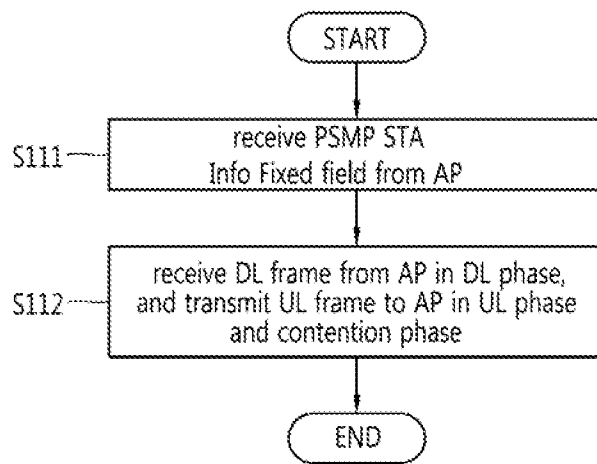 START
S111
receive PSMP STA
Info Fixed field from AP
S112
receive DL frame from AP in DL phase,
and transmit UL frame to AP in UL phase
and contention phase
END